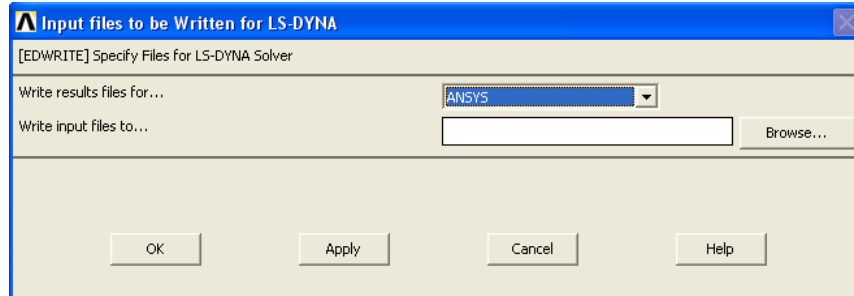 Input files to be Written for LS-DYNA
[EDWRITE] Specify Files for LS-DYNA Solver
Write results files for...
ANSYS
Write input files to...
Browse...
OK
Apply
Cancel
Help